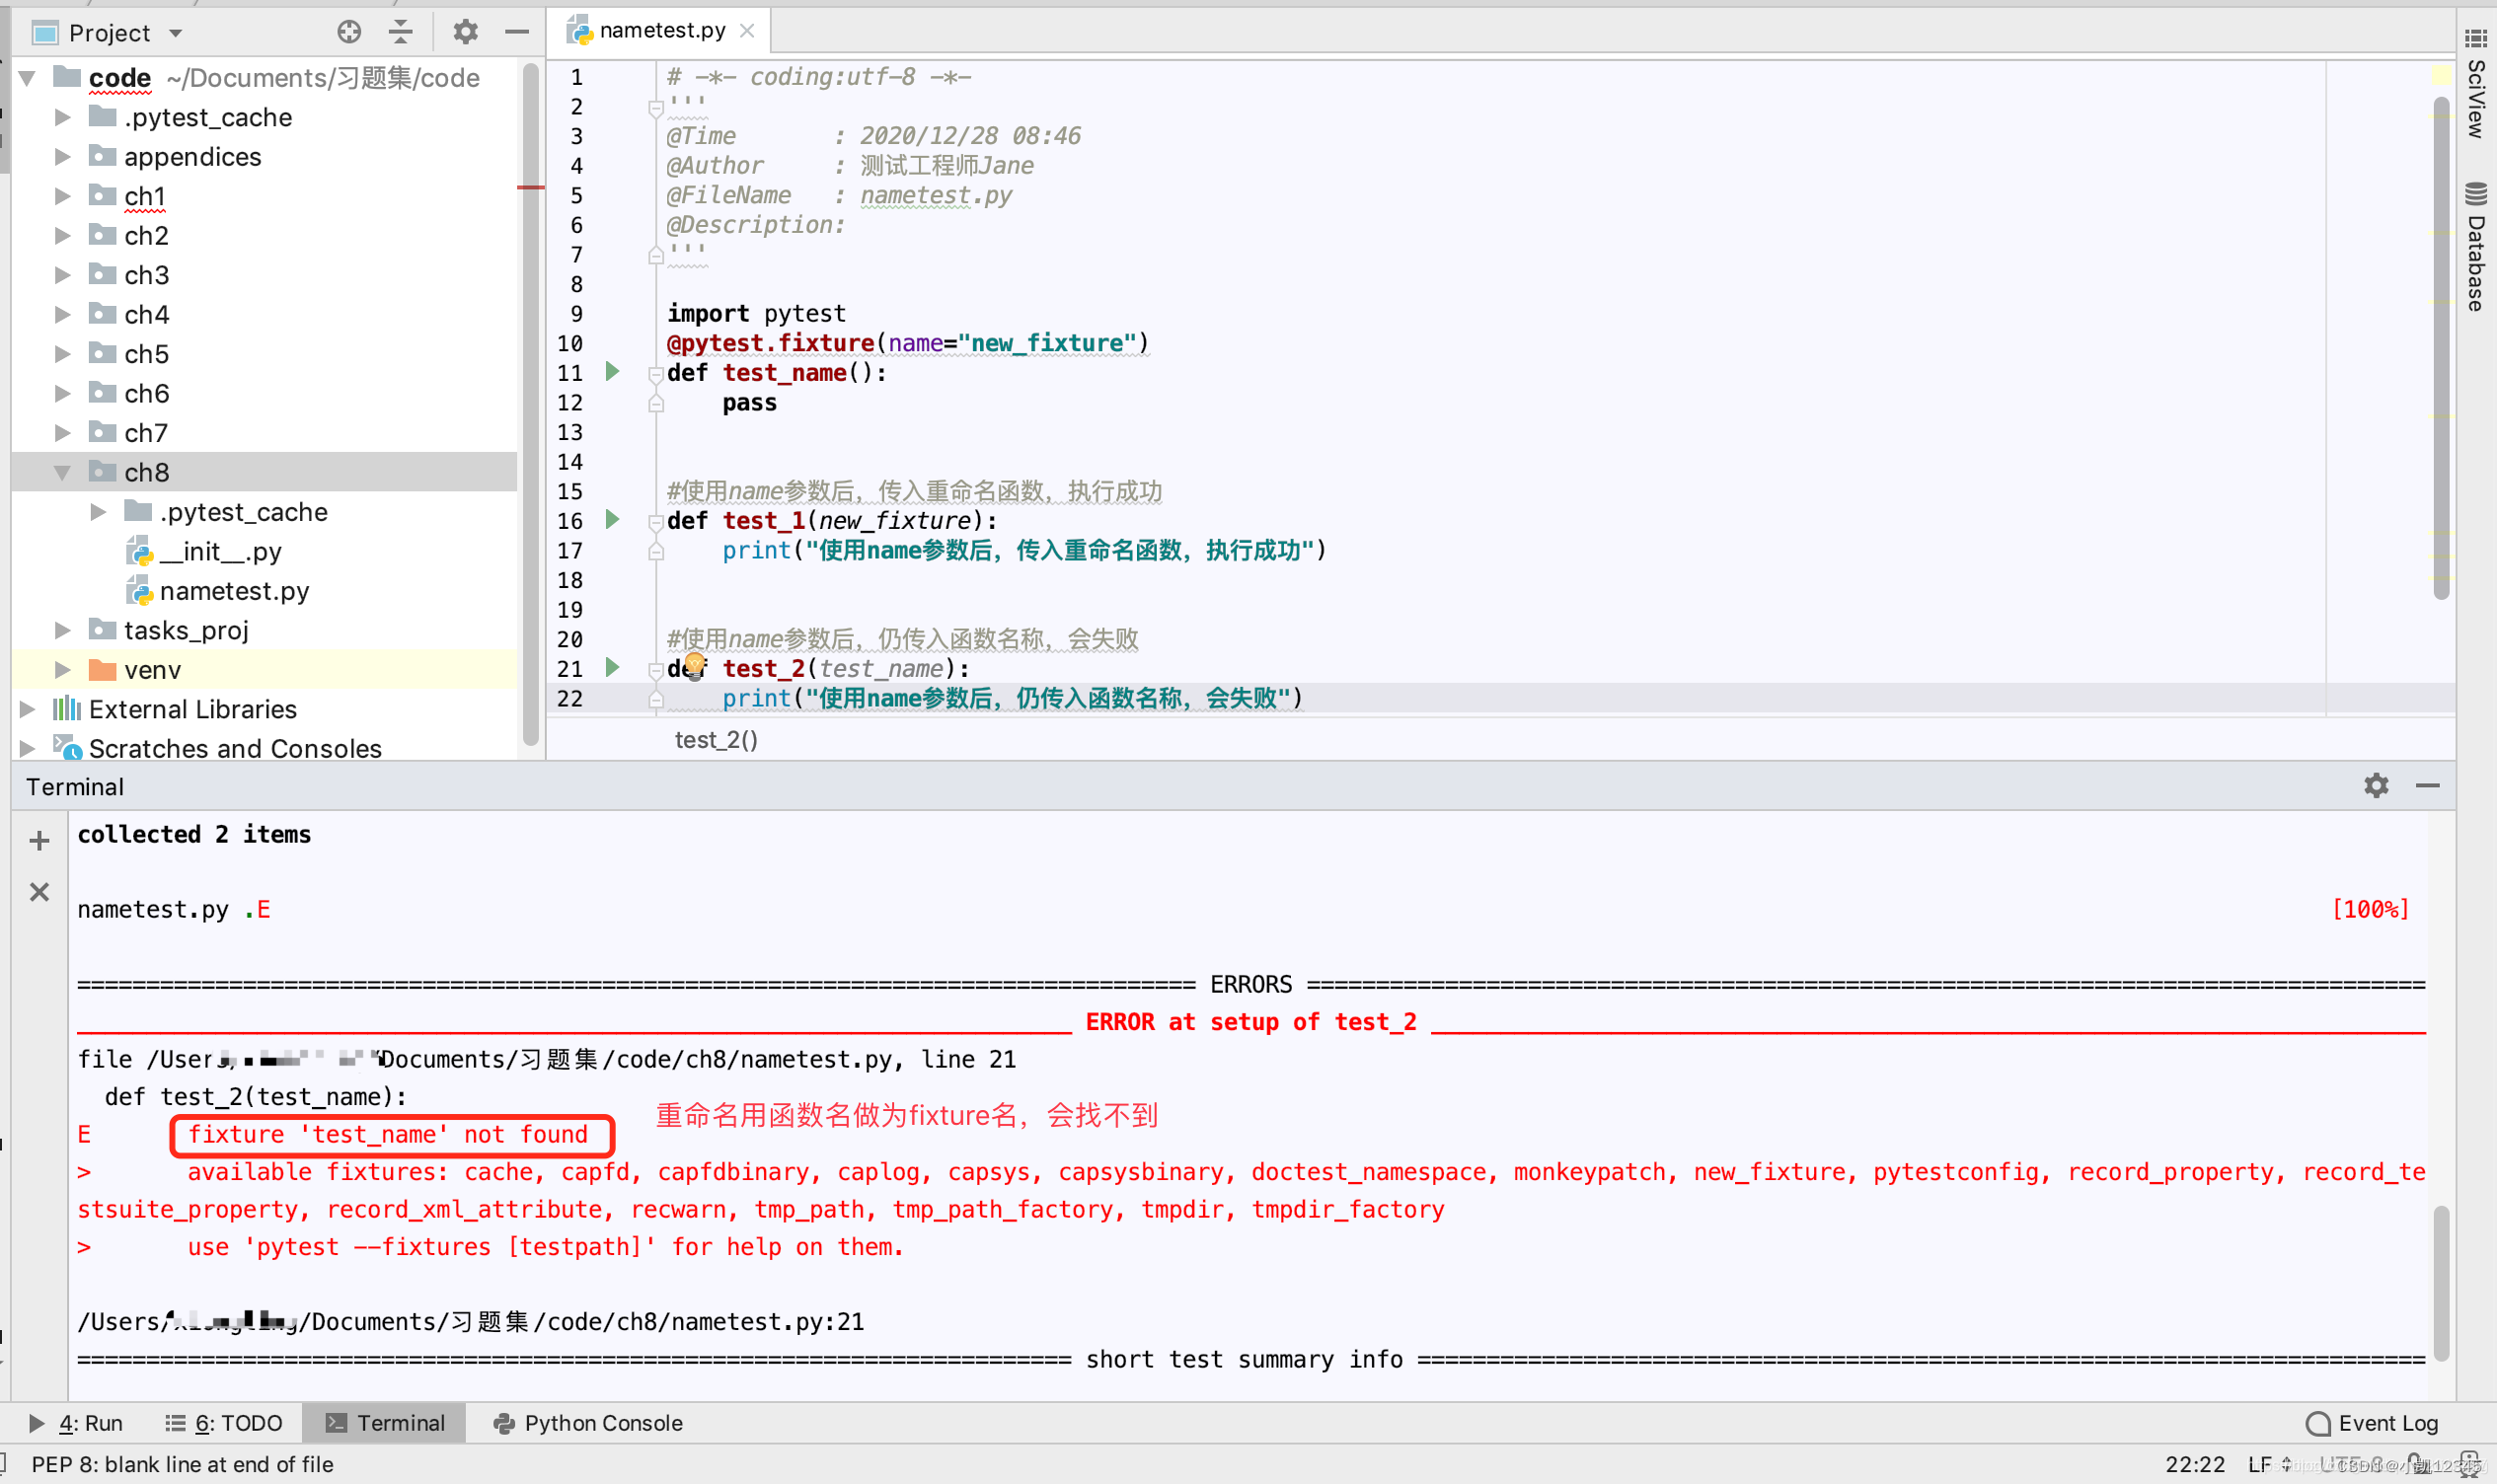 Project
nametest.py
code ~/Documents/习题集/code
.pytest_cache
appendices
ch1
ch2
ch3
ch4
ch5
ch6
ch7
ch8
.pytest_cache
__init__.py
nametest.py
tasks_proj
venv
External Libraries
Scratches and Consoles
1 # -*- coding:utf-8 -*-
2 '''
3 @Time       : 2020/12/28 08:46
4 @Author     : 测试工程师Jane
5 @FileName   : nametest.py
6 @Description:
7 '''
8
9 import pytest
10 @pytest.fixture(name="new_fixture")
11 def test_name():
12     pass
13
14
15 #使用name参数后，传入重命名函数，执行成功
16 def test_1(new_fixture):
17     print("使用name参数后，传入重命名函数，执行成功")
18
19
20 #使用name参数后，仍传入函数名称，会失败
21 def test_2(test_name):
22     print("使用name参数后，仍传入函数名称，会失败")
test_2()
SciView
Database
Terminal
collected 2 items
nametest.py .E [100%]
ERRORS
ERROR at setup of test_2
file /Users/ Documents/习题集/code/ch8/nametest.py, line 21
def test_2(test_name):
重命名用函数名做为fixture名，会找不到
E       fixture 'test_name' not found
>       available fixtures: cache, capfd, capfdbinary, caplog, capsys, capsysbinary, doctest_namespace, monkeypatch, new_fixture, pytestconfig, record_property, record_te
stsuite_property, record_xml_attribute, recwarn, tmp_path, tmp_path_factory, tmpdir, tmpdir_factory
>       use 'pytest --fixtures [testpath]' for help on them.
/Users/ /Documents/习题集/code/ch8/nametest.py:21
short test summary info
4: Run 6: TODO Terminal Python Console Event Log
PEP 8: blank line at end of file 22:22 LF UTF-8
CSDN @小凯12345